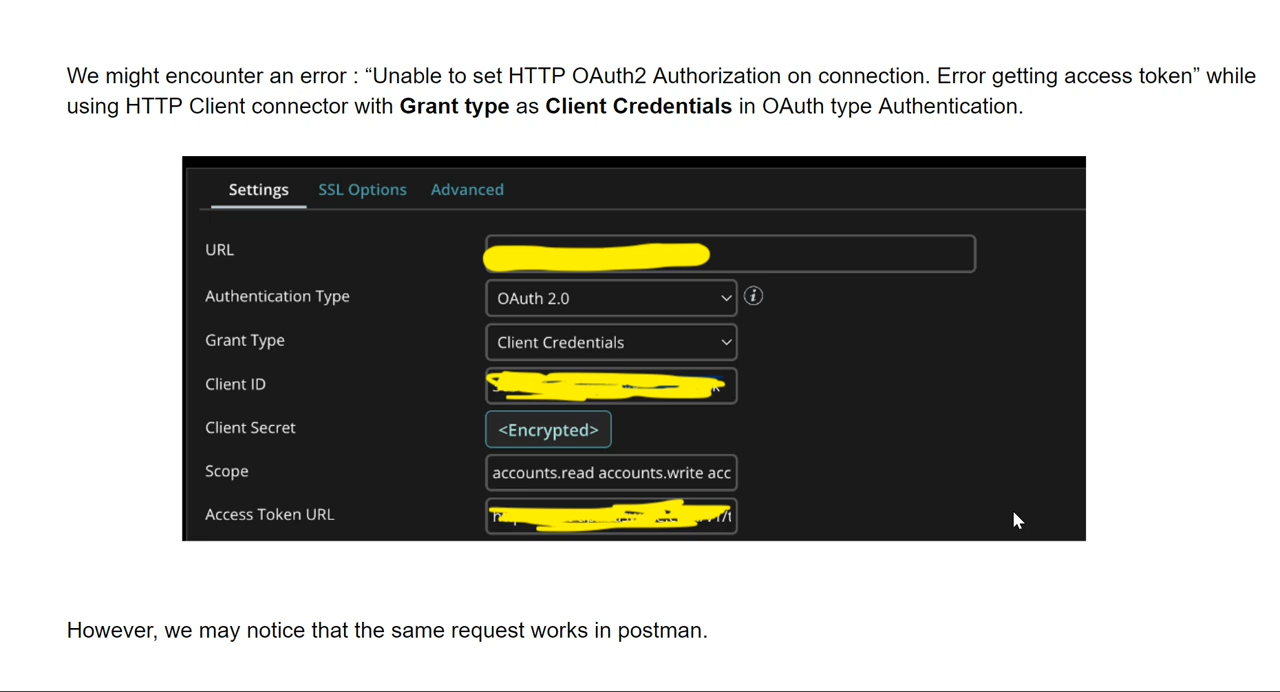 We might encounter an error : “Unable to set HTTP OAuth2 Authorization on connection. Error getting access token” while
using HTTP Client connector with Grant type as Client Credentials in OAuth type Authentication.
Settings SSL Options Advanced
URL
Authentication Type OAuth 2.0
Grant Type Client Credentials
Client ID
Client Secret <Encrypted>
Scope accounts.read accounts.write acc
Access Token URL
However, we may notice that the same request works in postman.